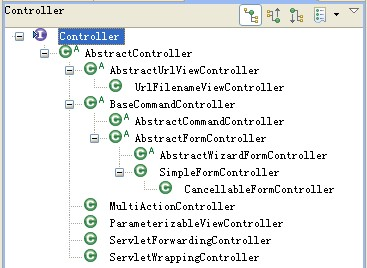 Controller
Controller
AbstractController
AbstractUrlViewController
UrlFilenameViewController
BaseCommandController
AbstractCommandController
AbstractFormController
AbstractWizardFormController
SimpleFormController
CancellableFormController
MultiActionController
ParameterizableViewController
ServletForwardingController
ServletWrappingController